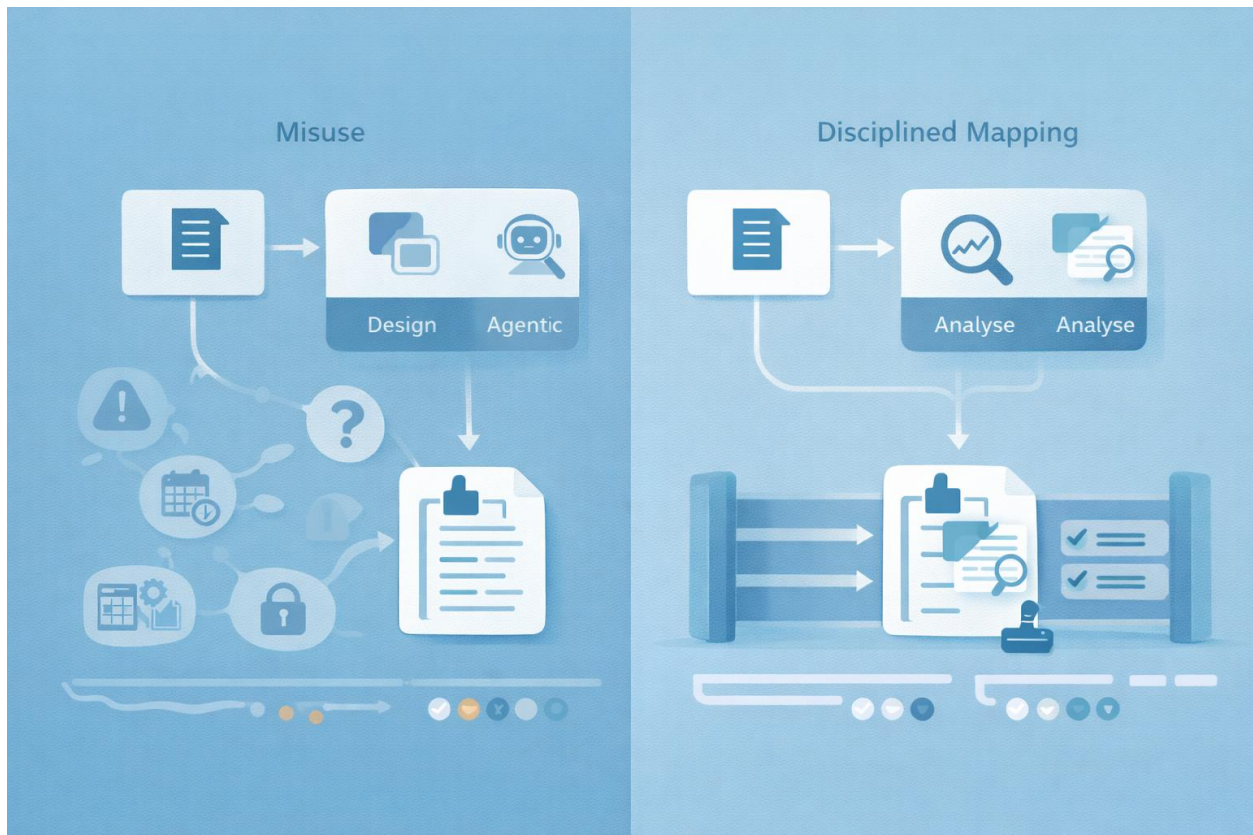 Misuse
Disciplined Mapping
Design
Agentic
Analyse
Analyse